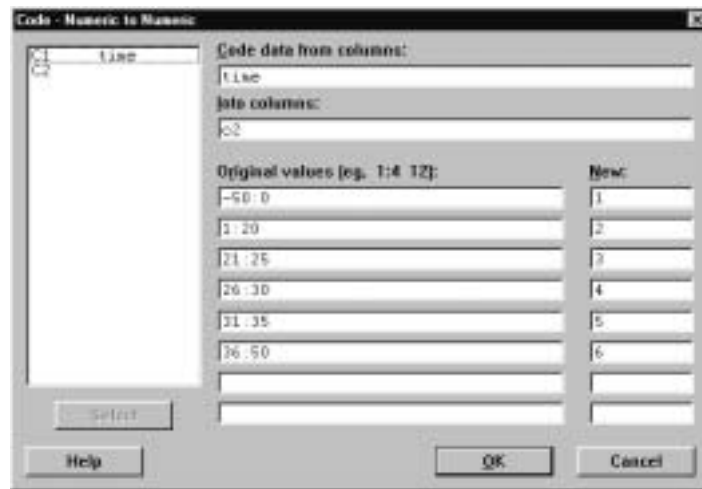 Code - Numeric to Numeric
C1 time
C2
Code data from columns:
time
Into columns:
c2
Original values (eg, 1:4 12):
New:
-50:0
1
1:20
2
21:25
3
26:30
4
31:35
5
36:50
6
Select
Help
OK
Cancel